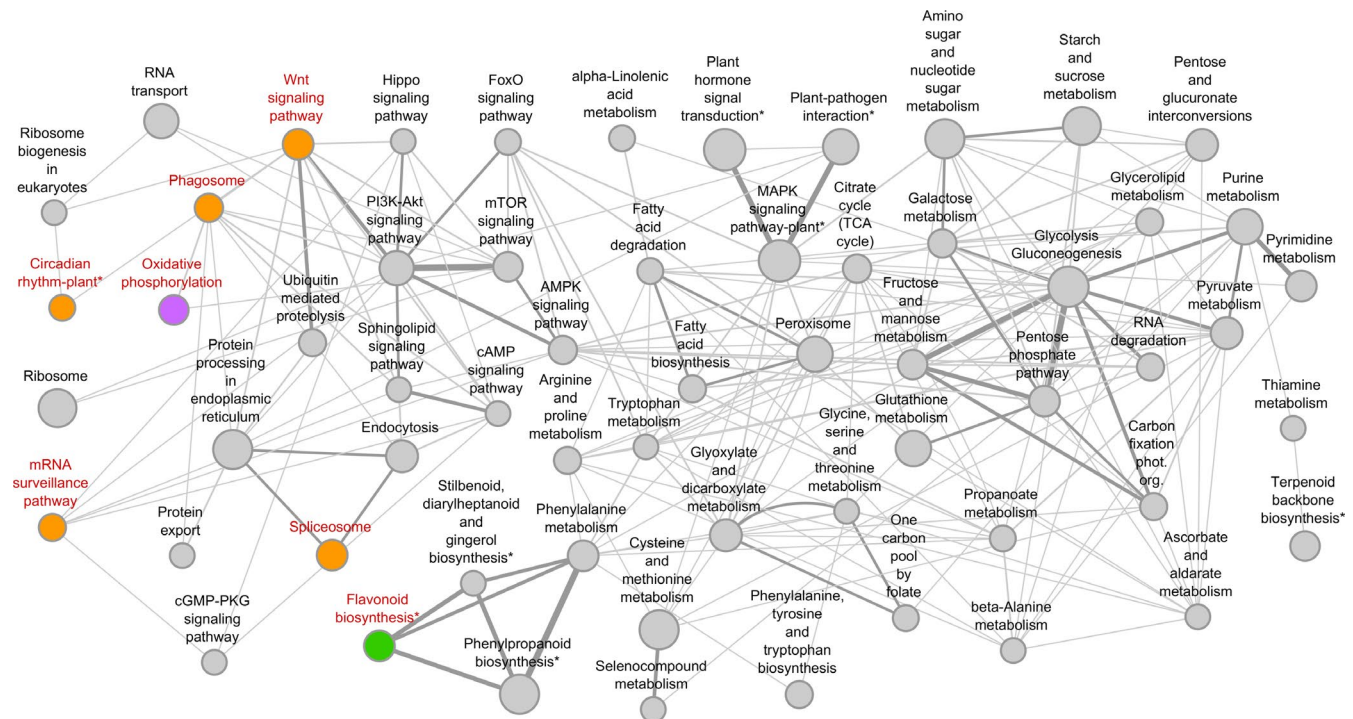 RNA
transport
Wnt
signaling
pathway
Hippo
signaling
pathway
FoxO
signaling
pathway
alpha-Linolenic
acid
metabolism
Plant
hormone
signal
transduction*
Plant-pathogen
interaction*
Amino
sugar
and
nucleotide
sugar
metabolism
Starch
and
sucrose
metabolism
Pentose
and
glucuronate
interconversions
Ribosome
biogenesis
in
eukaryotes
Phagosome
PI3K-Akt
signaling
pathway
mTOR
signaling
pathway
Fatty
acid
degradation
MAPK
signaling
pathway-plant*
Citrate
cycle
(TCA
cycle)
Galactose
metabolism
Glycolysis
Gluconeogenesis
Glycerolipid
metabolism
Purine
metabolism
Pyrimidine
metabolism
Circadian
rhythm-plant*
Oxidative
phosphorylation
Ubiquitin
mediated
proteolysis
AMPK
signaling
pathway
Fructose
and
mannose
metabolism
Pyruvate
metabolism
Protein
processing
in
endoplasmic
reticulum
Sphingolipid
signaling
pathway
cAMP
signaling
pathway
Fatty
acid
biosynthesis
Peroxisome
Pentose
phosphate
pathway
RNA
degradation
Ribosome
Arginine
and
proline
metabolism
Tryptophan
metabolism
Glutathione
metabolism
Thiamine
metabolism
Endocytosis
Glycine,
serine
and
threonine
metabolism
Carbon
fixation
phot.
org.
mRNA
surveillance
pathway
Protein
export
Spliceosome
Stilbenoid,
diarylheptanoid
and
gingerol
biosynthesis*
Phenylalanine
metabolism
Glyoxylate
and
dicarboxylate
metabolism
Propanoate
metabolism
Terpenoid
backbone
biosynthesis*
cGMP-PKG
signaling
pathway
Flavonoid
biosynthesis*
Cysteine
and
methionine
metabolism
One
carbon
pool
by
folate
Ascorbate
and
aldarate
metabolism
Phenylpropanoid
biosynthesis*
Selenocompound
metabolism
Phenylalanine,
tyrosine
and
tryptophan
biosynthesis
beta-Alanine
metabolism